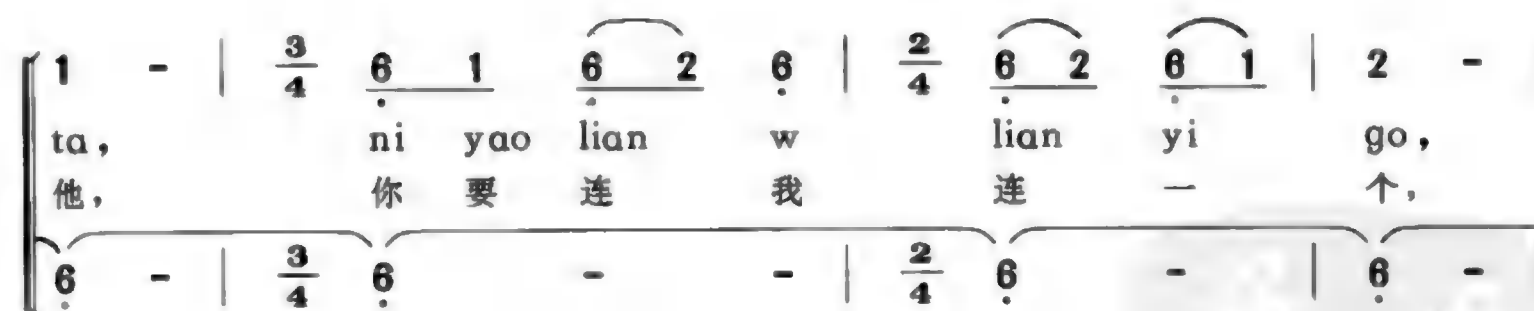 1 - | 3/4 6̣ 1 6̣ 2 6̣ | 2/4 6̣ 2 6̣ 1 | 2 -
ta, ni yao lian w lian yi go,
他, 你 要 连 我 连 一 个,
6̣ - | 3/4 6̣ - - | 2/4 6̣ - | 6̣ -